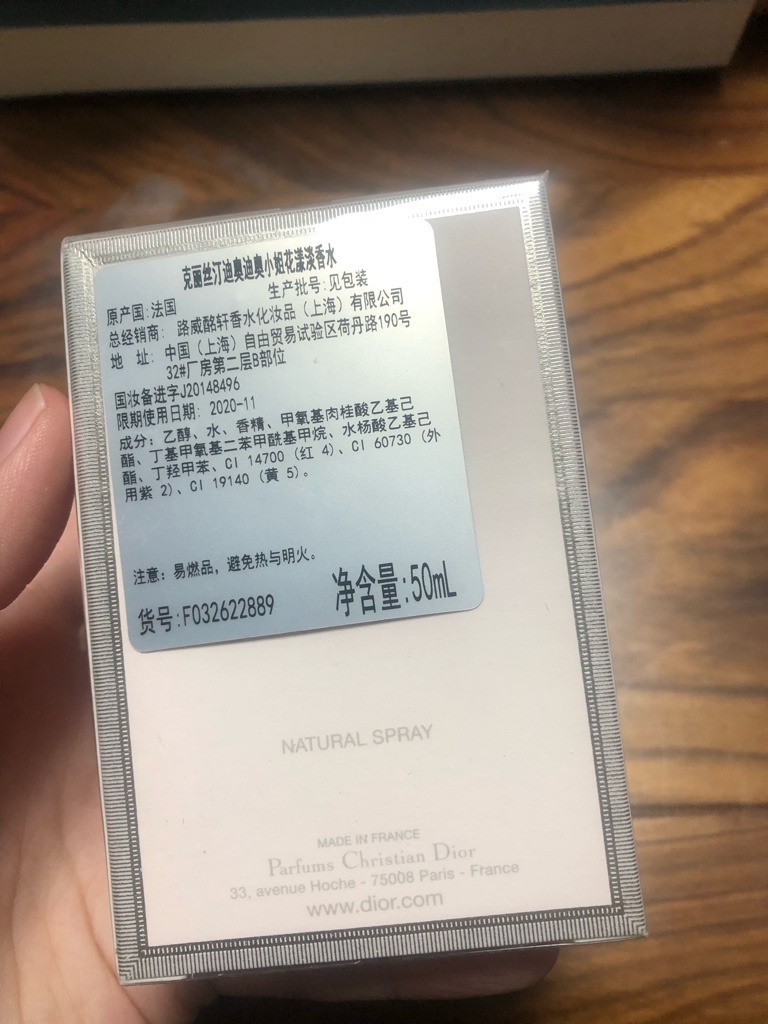 克丽丝汀迪奥迪奥小姐花漾淡香水
原产国:法国 生产批号:见包装
总经销商: 路威酩轩香水化妆品（上海）有限公司
地 址: 中国（上海）自由贸易试验区荷丹路190号
32#厂房第二层B部位
国妆备进字J20148496
限期使用日期: 2020-11
成分: 乙醇、水、香精、甲氧基肉桂酸乙基己
酯、丁基甲氧基二苯甲酰基甲烷、水杨酸乙基己
酯、丁羟甲苯、CI 14700 (红 4)、CI 60730 (外
用紫 2)、CI 19140 (黄 5)。
注意: 易燃品，避免热与明火。
货号:F032622889 净含量:50mL
NATURAL SPRAY
MADE IN FRANCE
Parfums Christian Dior
33, avenue Hoche - 75008 Paris - France
www.dior.com